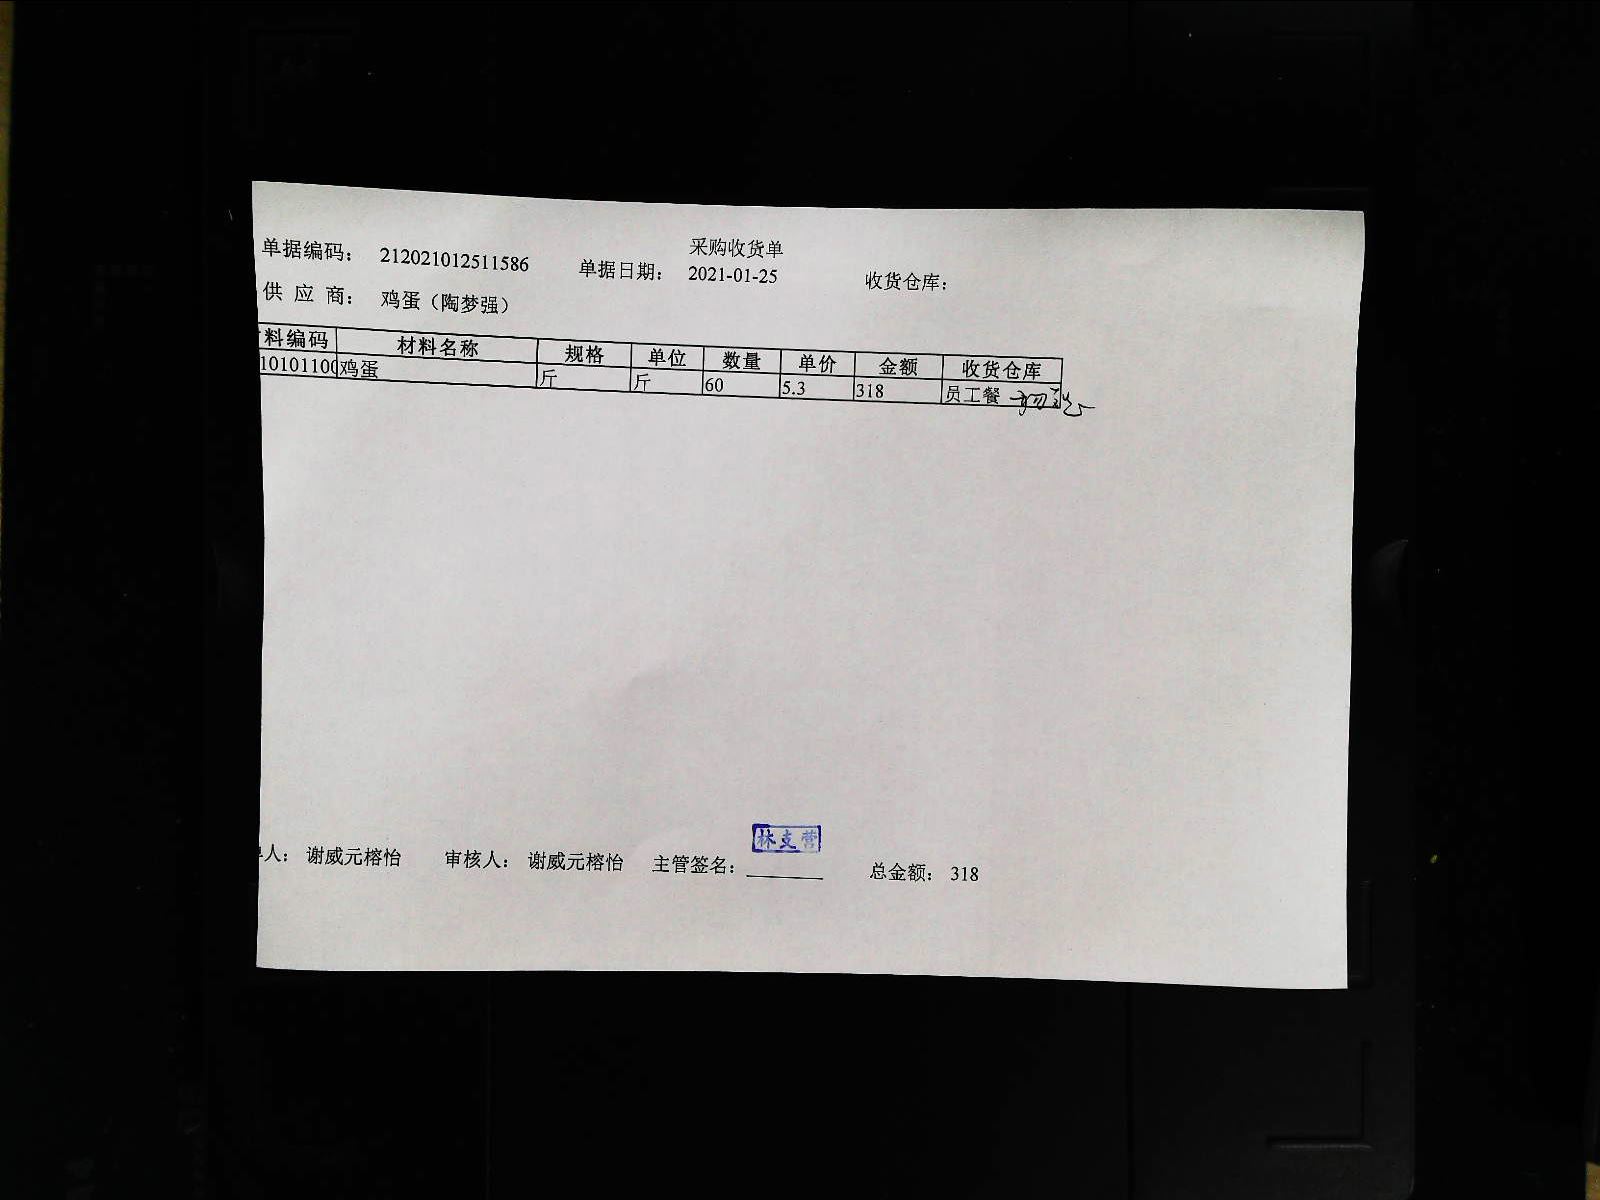 采购收货单
单据编码： 212021012511586 单据日期： 2021-01-25 收货仓库：
供 应 商： 鸡蛋（陶梦强）
料编码 材料名称 规格 单位 数量 单价 金额 收货仓库
10101100 鸡蛋 斤 斤 60 5.3 318 员工餐
林支营
人： 谢威元榕怡 审核人： 谢威元榕怡 主管签名： 总金额： 318